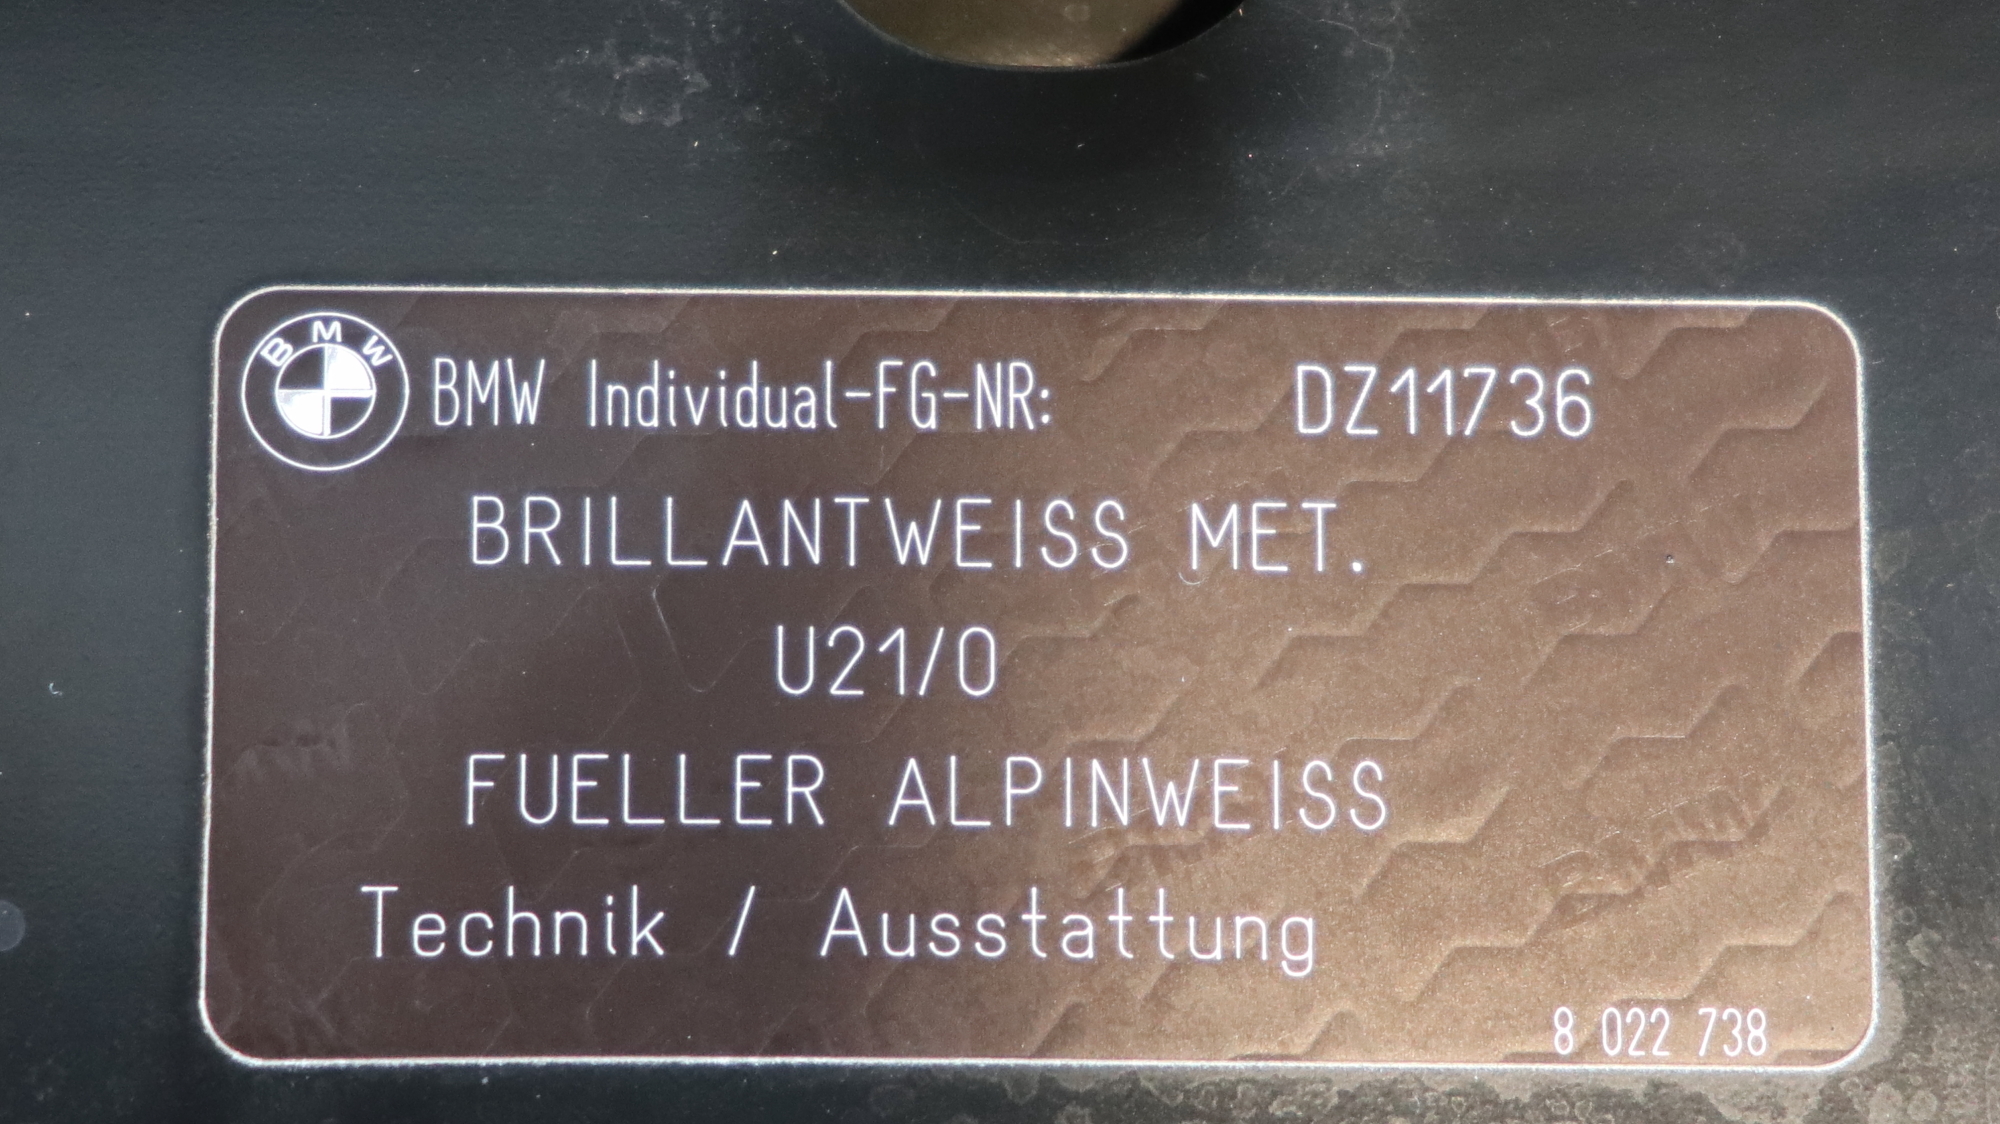 BMW
BMW Individual-FG-NR: DZ11736
BRILLANTWEISS MET.
U21/0
FUELLER ALPINWEISS
Technik / Ausstattung
8 022 738